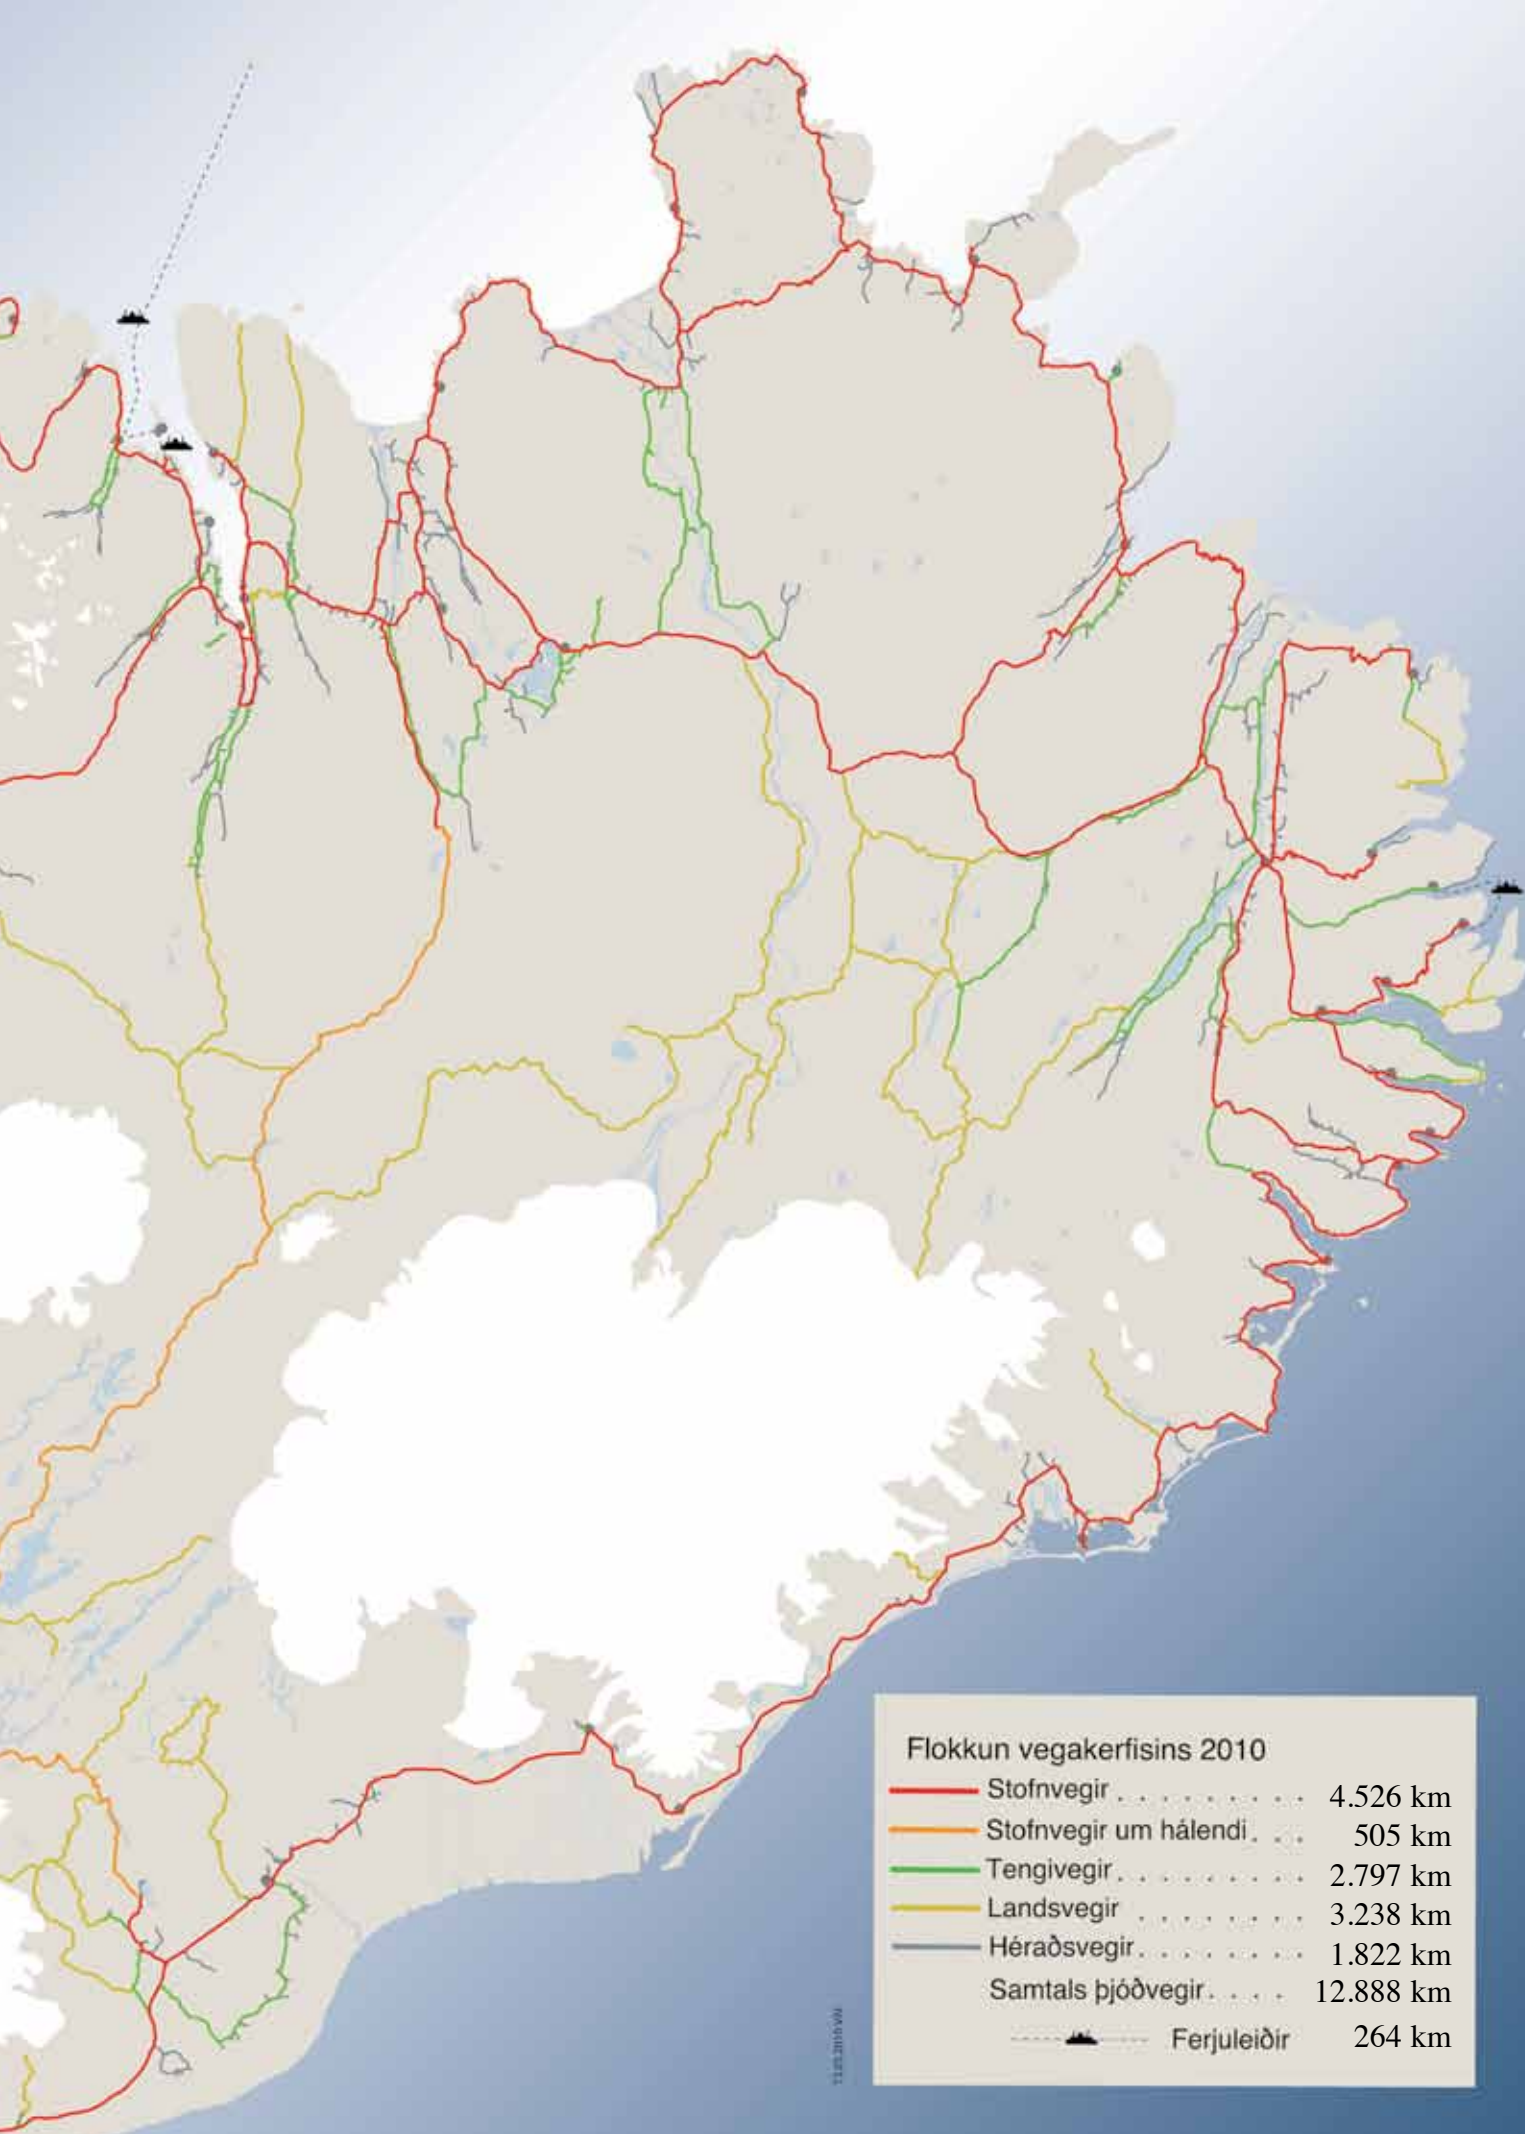 Flokkun vegakerfisins 2010
Stofnvegir . . . . . . . . . 4.526 km
Stofnvegir um hálendi . . . 505 km
Tengivegir . . . . . . . . . 2.797 km
Landsvegir . . . . . . . . 3.238 km
Héraðsvegir . . . . . . . . 1.822 km
Samtals þjóðvegir . . . . 12.888 km
Ferjuleiðir 264 km